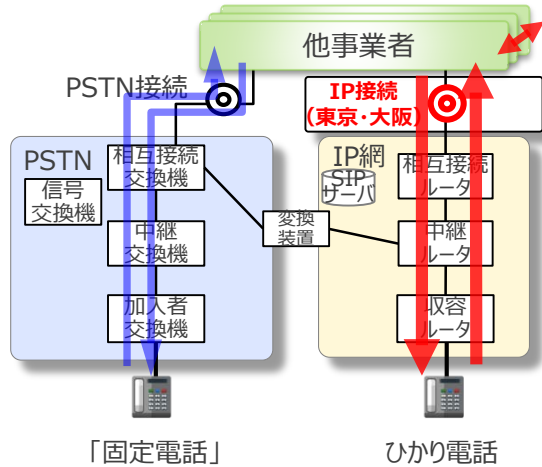 他事業者
PSTN接続
IP接続
（東京・大阪）
PSTN
IP網
相互接続
交換機
信号
交換機
SIP
サーバ
相互接続
ルータ
変換
装置
中継
交換機
中継
ルータ
加入者
交換機
収容
ルータ
「固定電話」
ひかり電話